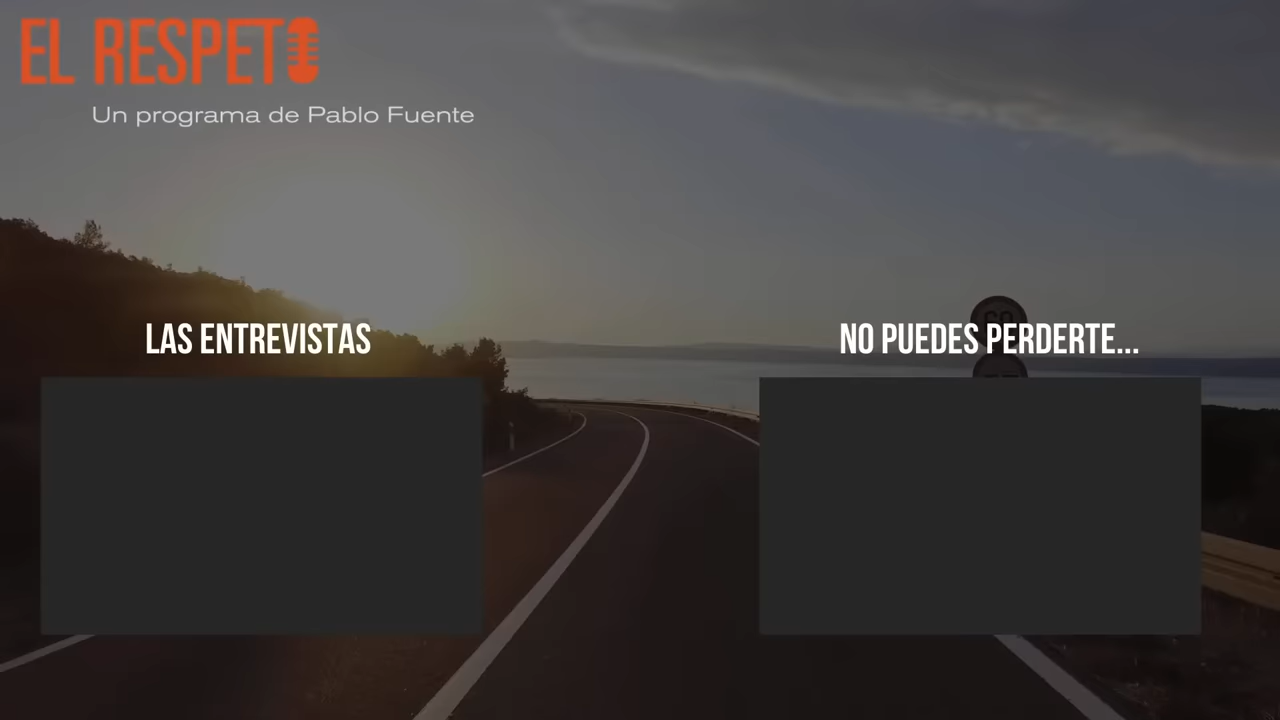 EL RESPETO
Un programa de Pablo Fuente
LAS ENTREVISTAS
NO PUEDES PERDERTE...